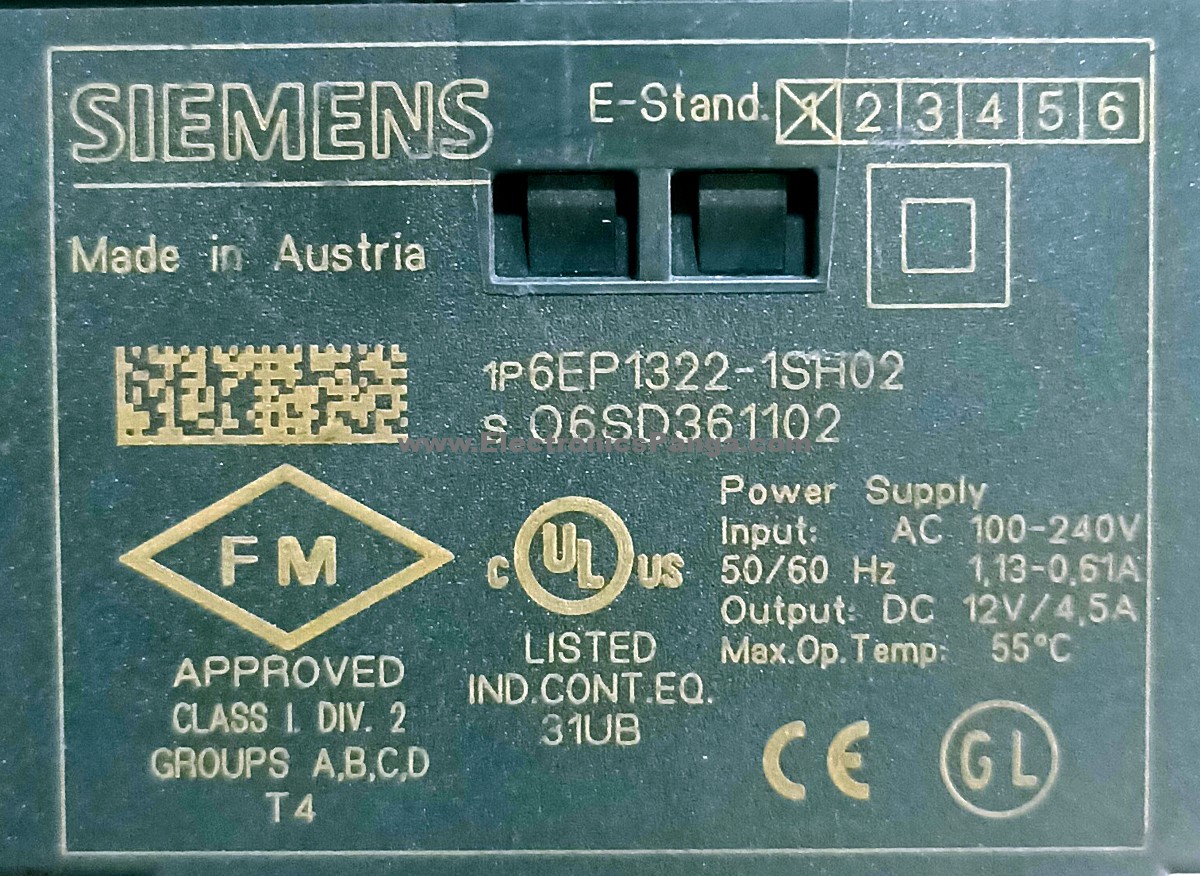 SIEMENS
E-Stand. 1 2 3 4 5 6
Made in Austria
1P6EP1322-1SH02
S Q6SD361102
www.ElectronicsPanga.com
FM
APPROVED
CLASS I. DIV. 2
GROUPS A,B,C,D
T4
C UL US
LISTED
IND.CONT.EQ.
31UB
Power Supply
Input: AC 100-240V
50/60 Hz 1,13-0,61A
Output: DC 12V/4,5A
Max.Op.Temp: 55°C
CE
GL